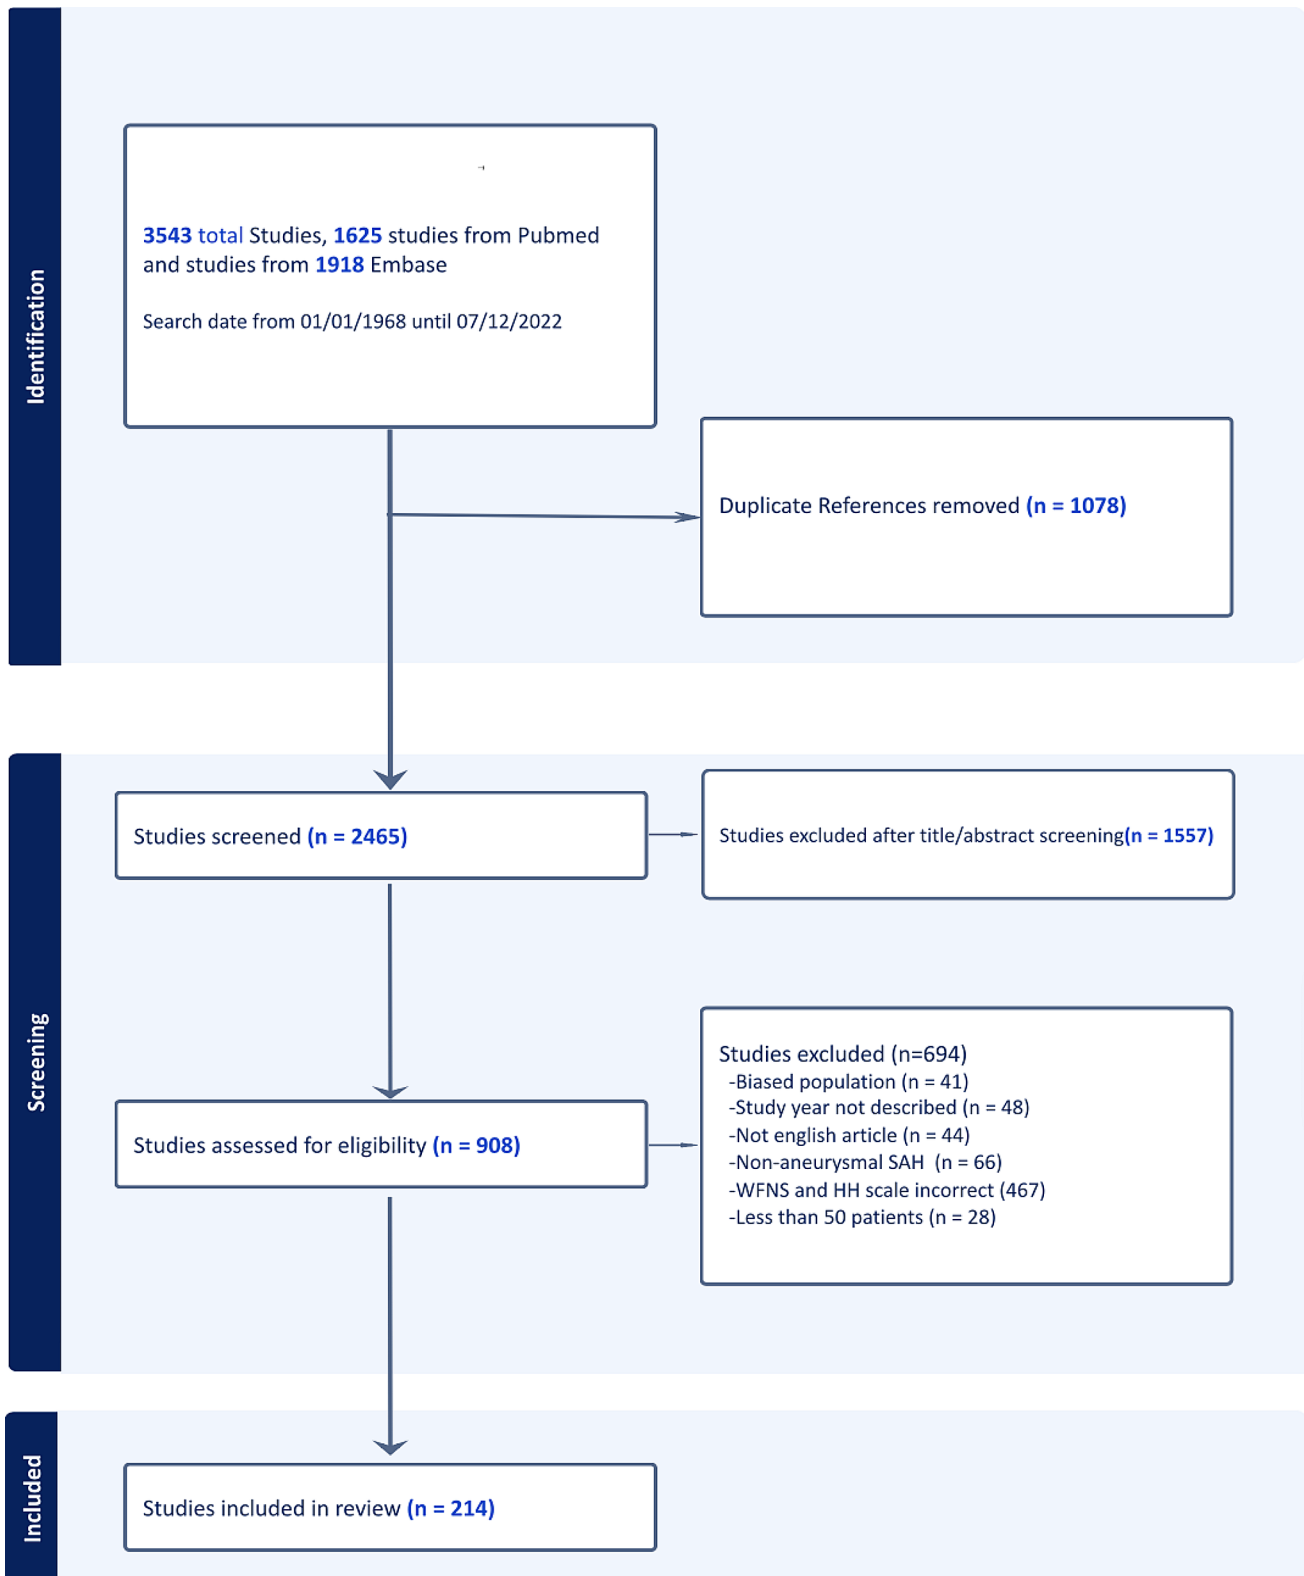 Identification
3543 total Studies, 1625 studies from Pubmed
and studies from 1918 Embase
Search date from 01/01/1968 until 07/12/2022
Duplicate References removed (n = 1078)
Screening
Studies screened (n = 2465)
Studies excluded after title/abstract screening(n = 1557)
Studies assessed for eligibility (n = 908)
Studies excluded (n=694)
-Biased population (n = 41)
-Study year not described (n = 48)
-Not english article (n = 44)
-Non-aneurysmal SAH (n = 66)
-WFNS and HH scale incorrect (467)
-Less than 50 patients (n = 28)
Included
Studies included in review (n = 214)